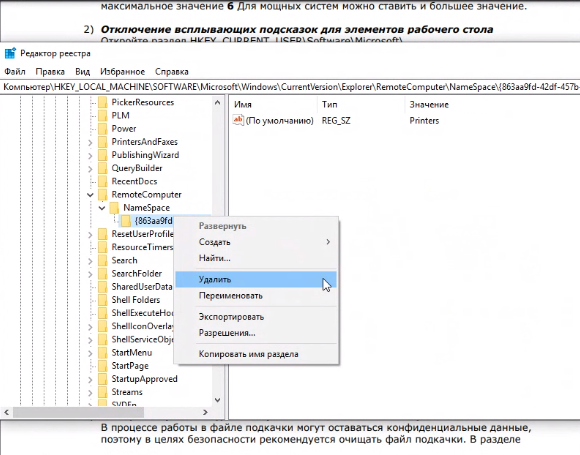 максимальное значение 6 Для мощных систем можно ставить и большее значение.
2) Отключение всплывающих подсказок для элементов рабочего стола
Откройте раздел HKEY_CURRENT_USER\Software\Microsoft\
Редактор реестра
Файл Правка Вид Избранное Справка
Компьютер\HKEY_LOCAL_MACHINE\SOFTWARE\Microsoft\Windows\CurrentVersion\Explorer\RemoteComputer\NameSpace\{863aa9fd-42df-457b-
Имя Тип Значение
(По умолчанию) REG_SZ Printers
PickerResources
PLM
Power
PrintersAndFaxes
PublishingWizard
QueryBuilder
RecentDocs
RemoteComputer
NameSpace
{863aa9fd
ResetUserProfile
ResourceTimers
Search
SearchFolder
SharedUserData
Shell Folders
ShellExecuteHoo
ShellIconOverlay
ShellServiceObj
StartMenu
StartPage
StartupApproved
Streams
SVDEn
Развернуть
Создать
Найти...
Удалить
Переименовать
Экспортировать
Разрешения...
Копировать имя раздела
В процессе работы в файле подкачки могут оставаться конфиденциальные данные,
поэтому в целях безопасности рекомендуется очищать файл подкачки. В разделе